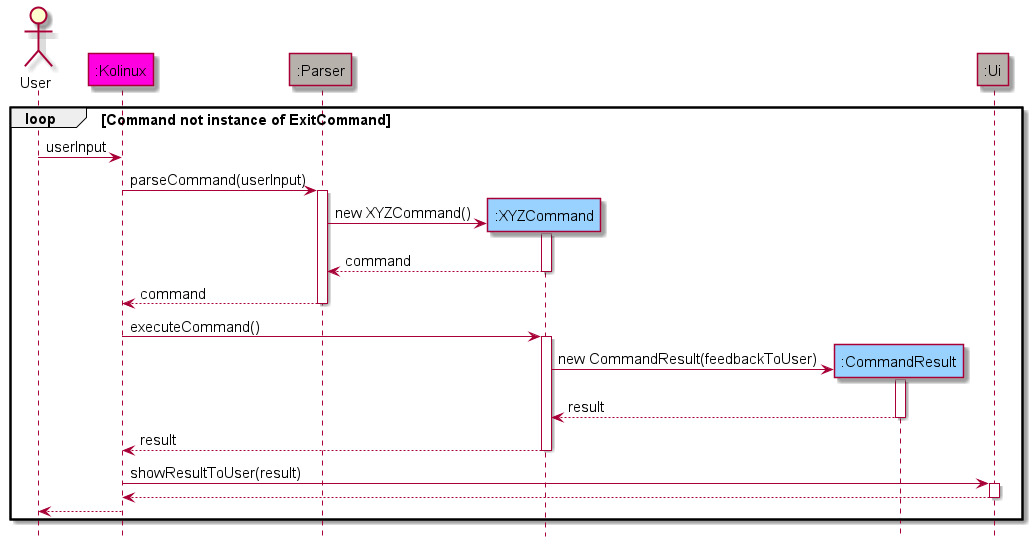 User
:Kolinux
:Parser
:Ui
loop
[Command not instance of ExitCommand]
userInput
parseCommand(userInput)
new XYZCommand()
:XYZCommand
command
command
executeCommand()
new CommandResult(feedbackToUser)
:CommandResult
result
result
showResultToUser(result)